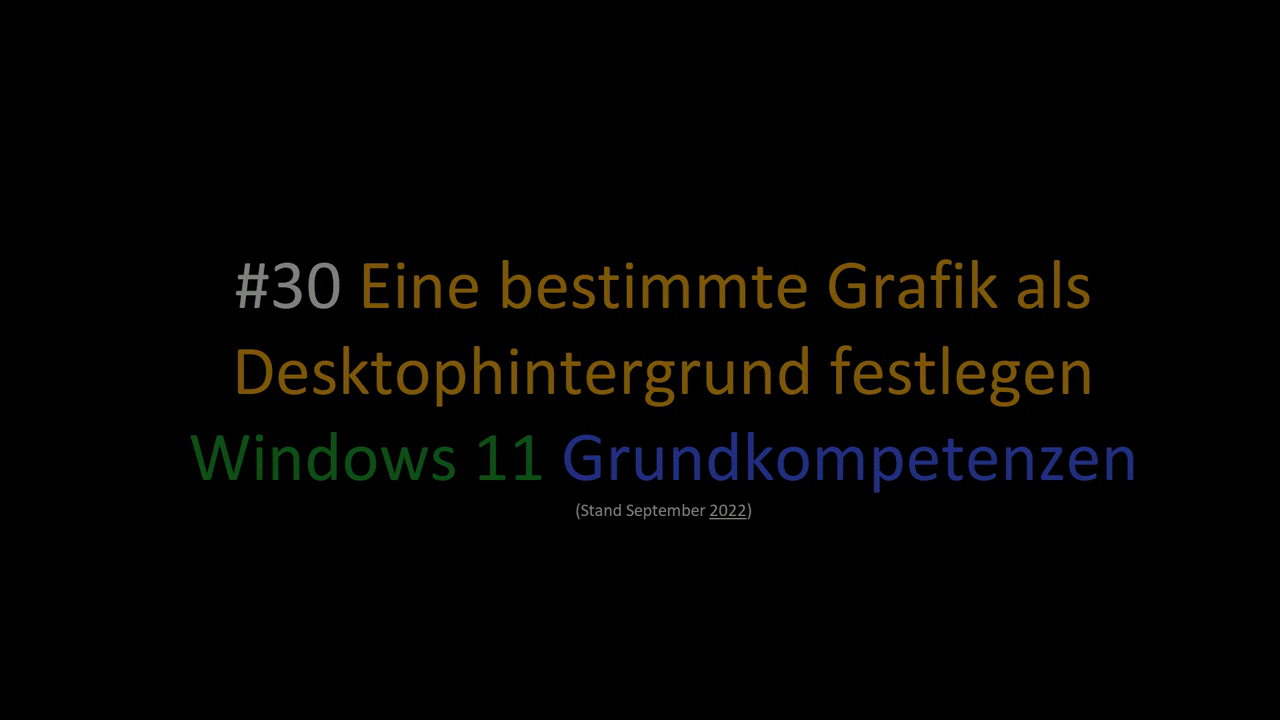 #30 Eine bestimmte Grafik als
Desktophintergrund festlegen
Windows 11 Grundkompetenzen
(Stand September 2022)